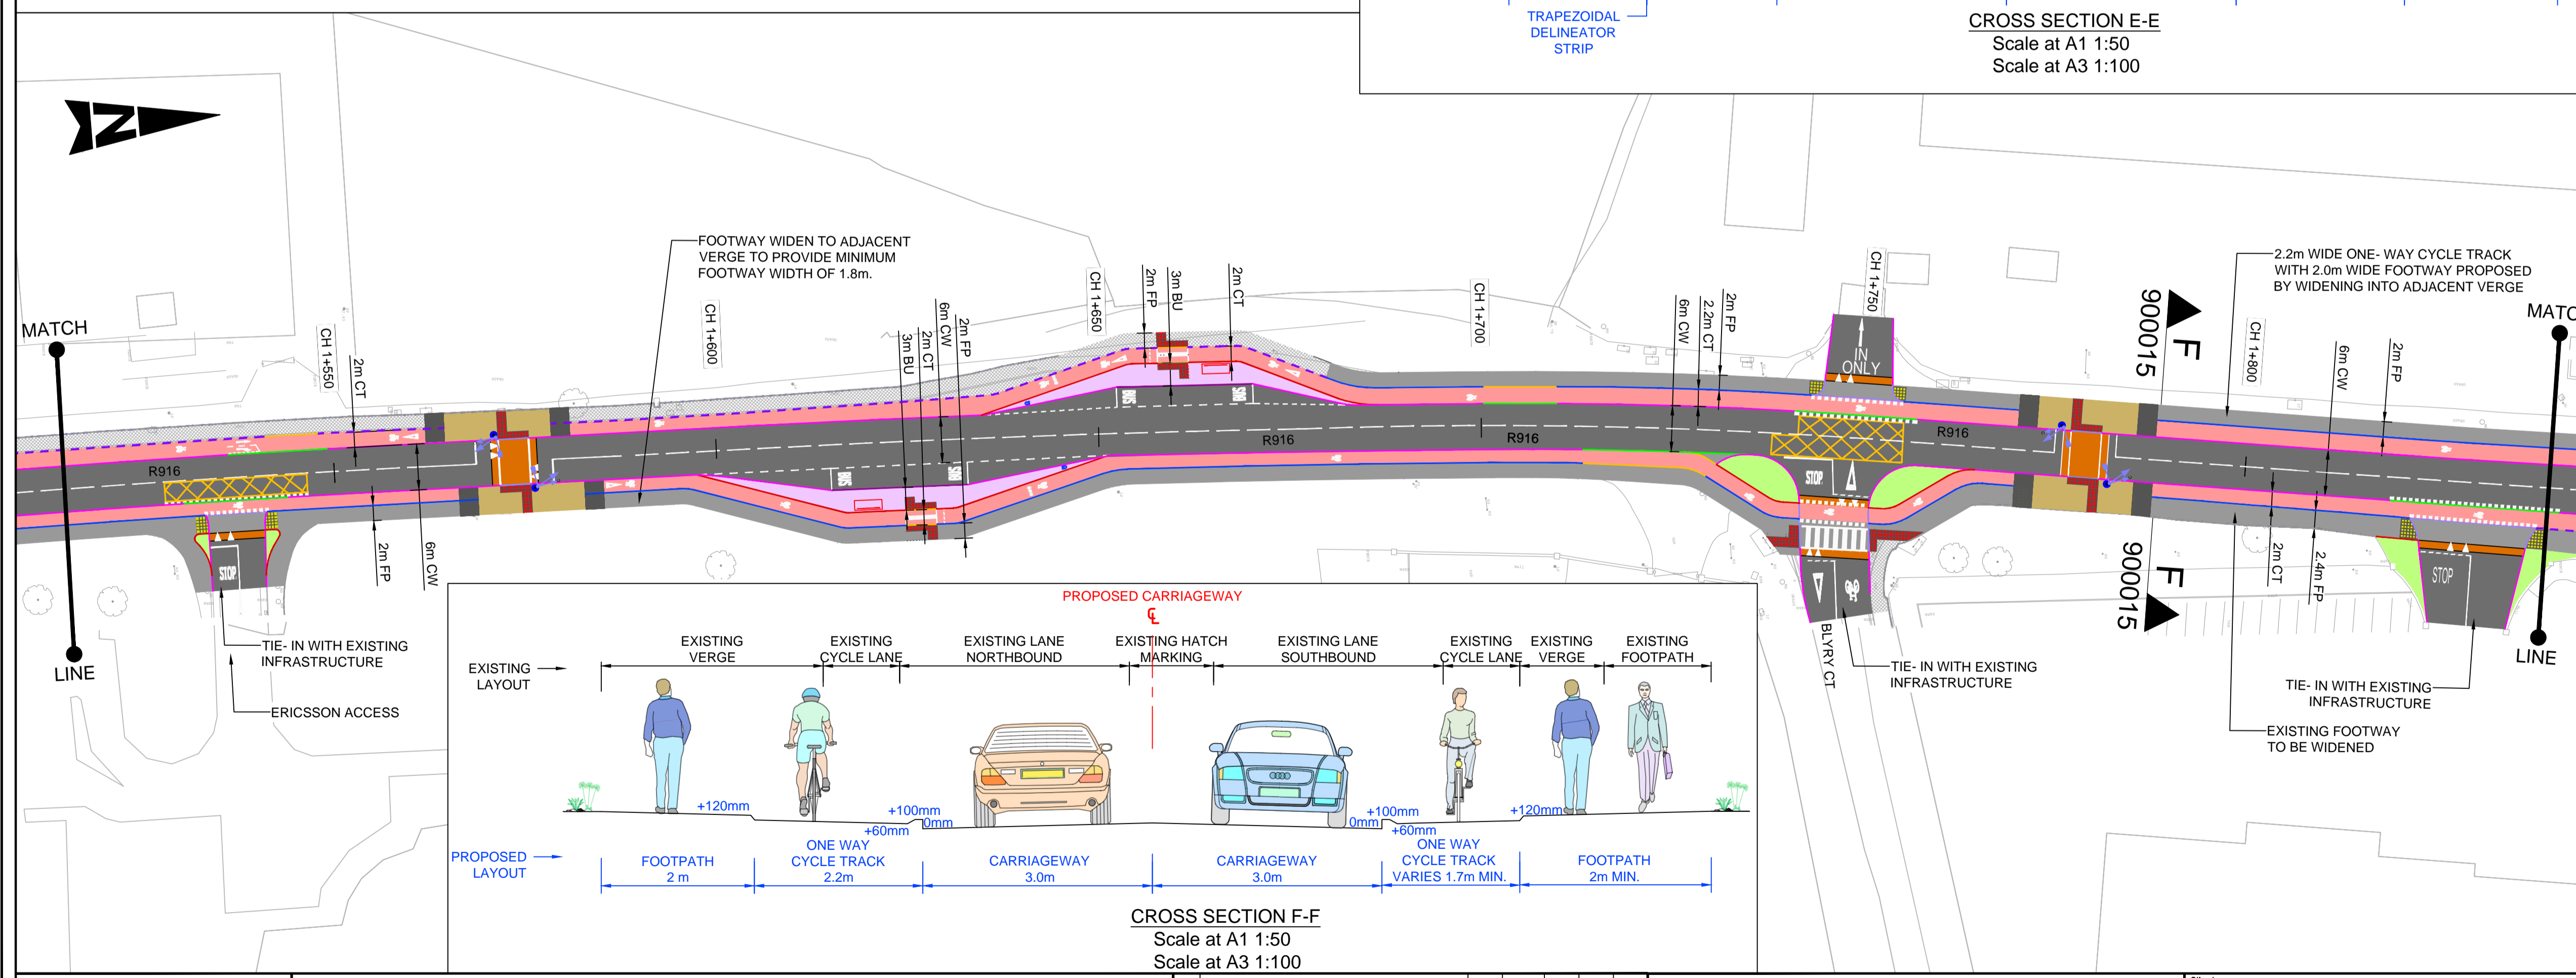 TRAPEZOIDAL
DELINEATOR
STRIP
CROSS SECTION E-E
Scale at A1 1:50
Scale at A3 1:100
N
MATCH
LINE
CH 1+550
2m CT
FOOTWAY WIDEN TO ADJACENT
VERGE TO PROVIDE MINIMUM
FOOTWAY WIDTH OF 1.8m.
CH 1+600
3m BU
2m CT
6m CW
2m FP
CH 1+650
2m FP
3m BU
2m CT
CH 1+700
6m CW
2.2m CT
2m FP
CH 1+750
IN
ONLY
900015
F
2.2m WIDE ONE- WAY CYCLE TRACK
WITH 2.0m WIDE FOOTWAY PROPOSED
BY WIDENING INTO ADJACENT VERGE
CH 1+800
6m CW
2m FP
MATC
LINE
R916
R916
R916
R916
BUS
STOP
BUS
STOP
STOP
STOP
STOP
2m FP
6m CW
TIE- IN WITH EXISTING
INFRASTRUCTURE
ERICSSON ACCESS
BLYRY CT
TIE- IN WITH EXISTING
INFRASTRUCTURE
900015
F
2m CT
2.4m FP
TIE- IN WITH EXISTING
INFRASTRUCTURE
EXISTING FOOTWAY
TO BE WIDENED
PROPOSED CARRIAGEWAY
℄
EXISTING
LAYOUT
EXISTING
VERGE
EXISTING
CYCLE LANE
EXISTING LANE
NORTHBOUND
EXISTING HATCH
MARKING
EXISTING LANE
SOUTHBOUND
EXISTING
CYCLE LANE
EXISTING
VERGE
EXISTING
FOOTPATH
+120mm
+60mm
+100mm
0mm
0mm
+100mm
+60mm
+120mm
PROPOSED
LAYOUT
FOOTPATH
2 m
ONE WAY
CYCLE TRACK
2.2m
CARRIAGEWAY
3.0m
CARRIAGEWAY
3.0m
ONE WAY
CYCLE TRACK
VARIES 1.7m MIN.
FOOTPATH
2m MIN.
CROSS SECTION F-F
Scale at A1 1:50
Scale at A3 1:100